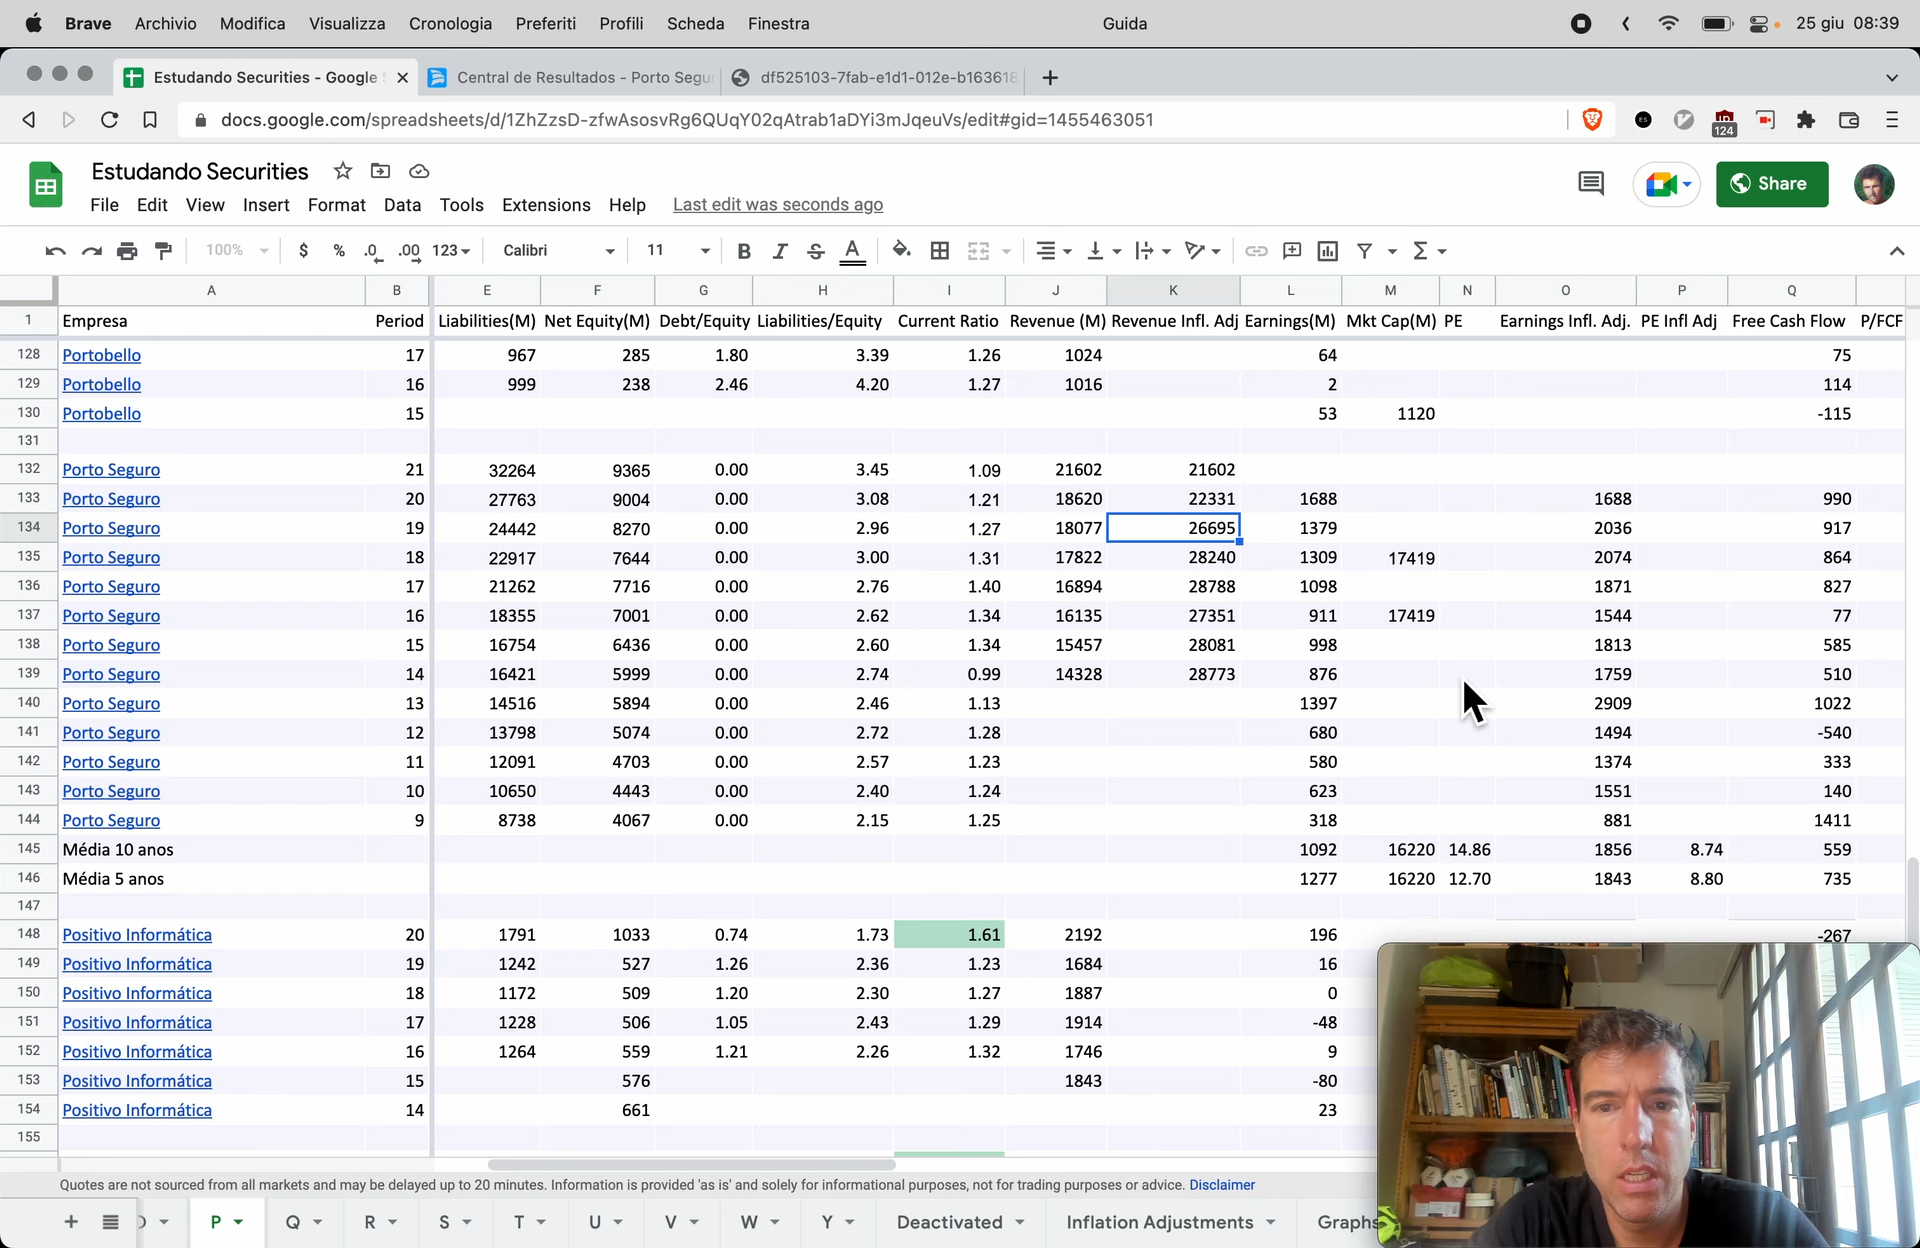 Brave Archivio Modifica Visualizza Cronologia Preferiti Profili Scheda Finestra Guida 25 giu 08:39
Estudando Securities - Google Central de Resultados - Porto Segu df525103-7fab-e1d1-012e-b163618
docs.google.com/spreadsheets/d/1ZhZzsD-zfwAsosvRg6QUqY02qAtrab1aDYi3mJqeuVs/edit#gid=1455463051 124
Estudando Securities
Share
File Edit View Insert Format Data Tools Extensions Help Last edit was seconds ago
100% $ % .0 .00 123 Calibri 11 B I S A
A B E F G H I J K L M N O P Q
1 Empresa Period Liabilities(M) Net Equity(M) Debt/Equity Liabilities/Equity Current Ratio Revenue (M) Revenue Infl. Adj Earnings(M) Mkt Cap(M) PE Earnings Infl. Adj. PE Infl Adj Free Cash Flow P/FCF
128 Portobello 17 967 285 1.80 3.39 1.26 1024 64 75
129 Portobello 16 999 238 2.46 4.20 1.27 1016 2 114
130 Portobello 15 53 1120 -115
131
132 Porto Seguro 21 32264 9365 0.00 3.45 1.09 21602 21602
133 Porto Seguro 20 27763 9004 0.00 3.08 1.21 18620 22331 1688 1688 990
134 Porto Seguro 19 24442 8270 0.00 2.96 1.27 18077 26695 1379 2036 917
135 Porto Seguro 18 22917 7644 0.00 3.00 1.31 17822 28240 1309 17419 2074 864
136 Porto Seguro 17 21262 7716 0.00 2.76 1.40 16894 28788 1098 1871 827
137 Porto Seguro 16 18355 7001 0.00 2.62 1.34 16135 27351 911 17419 1544 77
138 Porto Seguro 15 16754 6436 0.00 2.60 1.34 15457 28081 998 1813 585
139 Porto Seguro 14 16421 5999 0.00 2.74 0.99 14328 28773 876 1759 510
140 Porto Seguro 13 14516 5894 0.00 2.46 1.13 1397 2909 1022
141 Porto Seguro 12 13798 5074 0.00 2.72 1.28 680 1494 -540
142 Porto Seguro 11 12091 4703 0.00 2.57 1.23 580 1374 333
143 Porto Seguro 10 10650 4443 0.00 2.40 1.24 623 1551 140
144 Porto Seguro 9 8738 4067 0.00 2.15 1.25 318 881 1411
145 Média 10 anos 1092 16220 14.86 1856 8.74 559
146 Média 5 anos 1277 16220 12.70 1843 8.80 735
147
148 Positivo Informática 20 1791 1033 0.74 1.73 1.61 2192 196 -267
149 Positivo Informática 19 1242 527 1.26 2.36 1.23 1684 16
150 Positivo Informática 18 1172 509 1.20 2.30 1.27 1887 0
151 Positivo Informática 17 1228 506 1.05 2.43 1.29 1914 -48
152 Positivo Informática 16 1264 559 1.21 2.26 1.32 1746 9
153 Positivo Informática 15 576 1843 -80
154 Positivo Informática 14 661 23
155
Quotes are not sourced from all markets and may be delayed up to 20 minutes. Information is provided 'as is' and solely for informational purposes, not for trading purposes or advice. Disclaimer
P Q R S T U V W Y Deactivated Inflation Adjustments Graphs